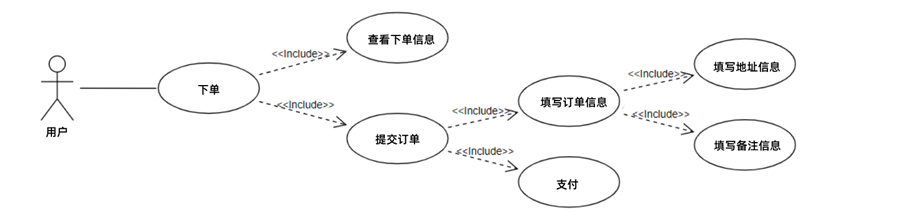 用户
下单
<<Include>>
查看下单信息
<<Include>>
提交订单
<<Include>>
填写订单信息
<<Include>>
填写地址信息
<<Include>>
填写备注信息
<<Include>>
支付